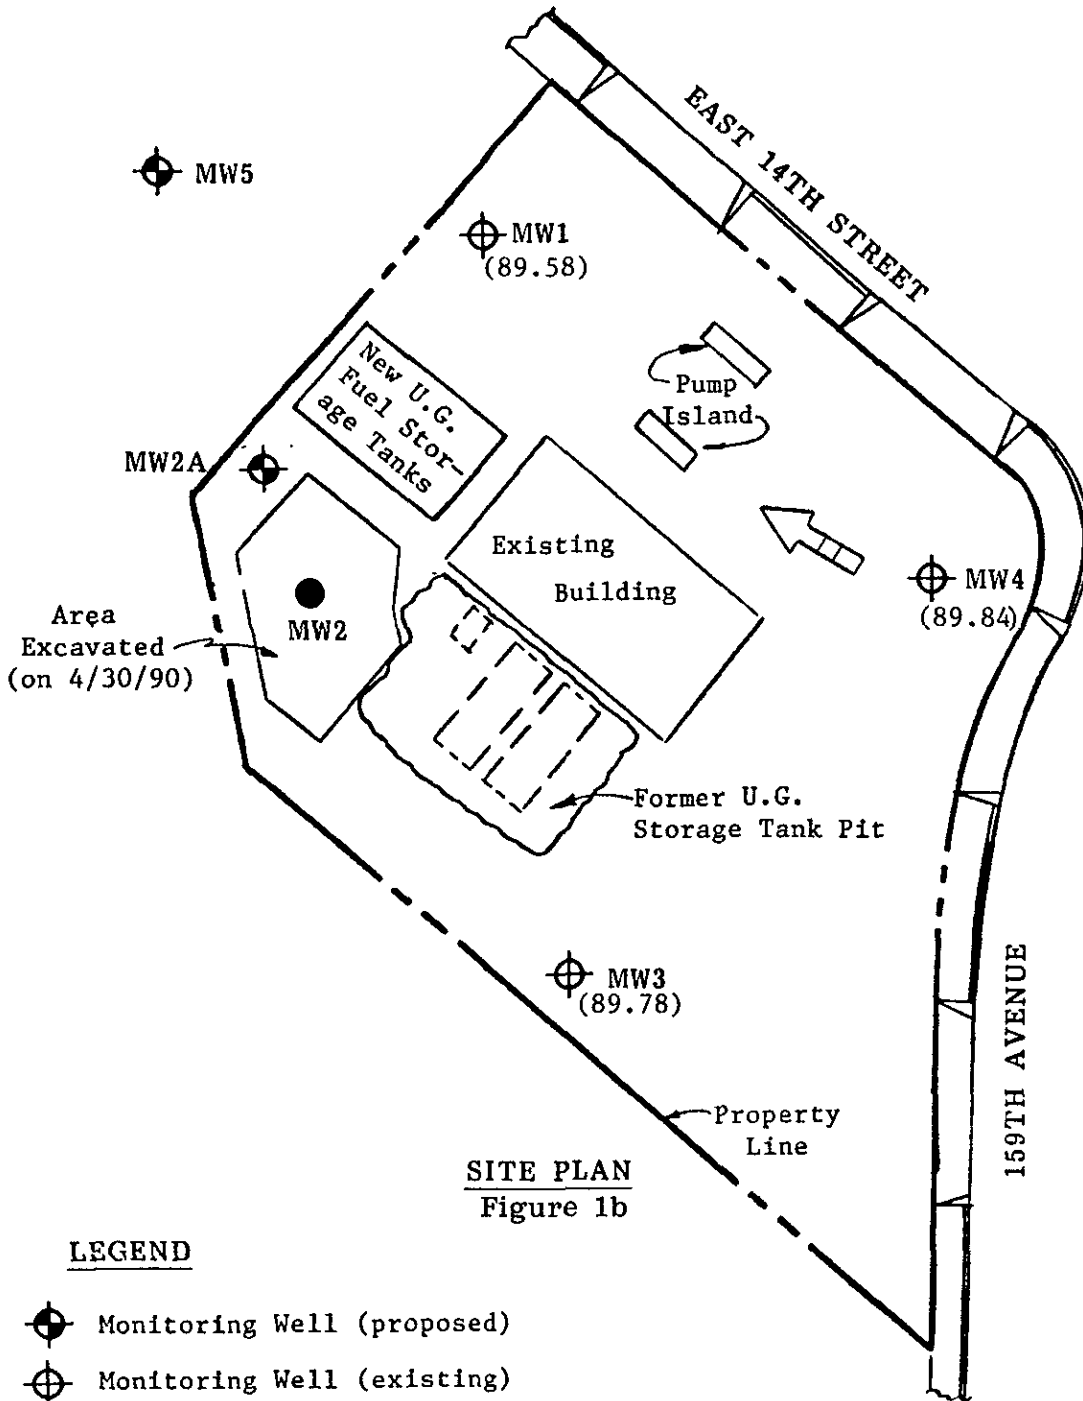 EAST 14TH STREET
MW5
MW1
(89.58)
New U.G.
Fuel Stor-
age Tanks
Pump
Island
MW2A
Existing
Building
MW4
(89.84)
MW2
Area
Excavated
(on 4/30/90)
Former U.G.
Storage Tank Pit
MW3
(89.78)
159TH AVENUE
Property
Line
SITE PLAN
Figure 1b
LEGEND
Monitoring Well (proposed)
Monitoring Well (existing)